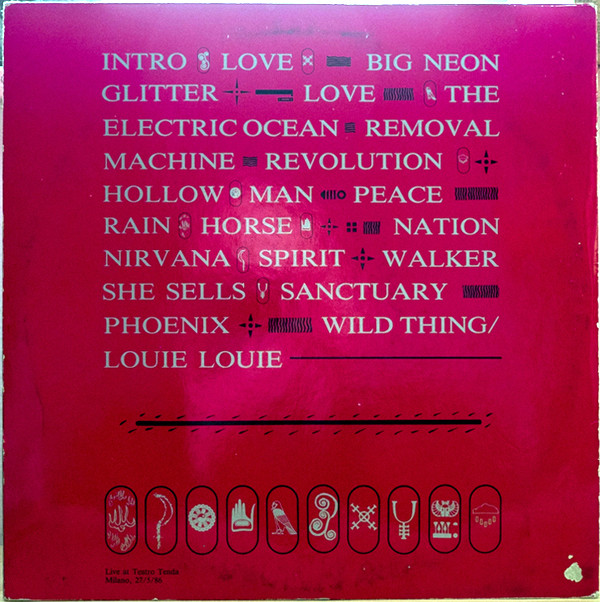 INTRO LOVE BIG NEON
GLITTER LOVE THE
ELECTRIC OCEAN REMOVAL
MACHINE REVOLUTION
HOLLOW MAN PEACE
RAIN HORSE NATION
NIRVANA SPIRIT WALKER
SHE SELLS SANCTUARY
PHOENIX WILD THING/
LOUIE LOUIE
Live at Teatro Tenda
Milano, 27/5/86